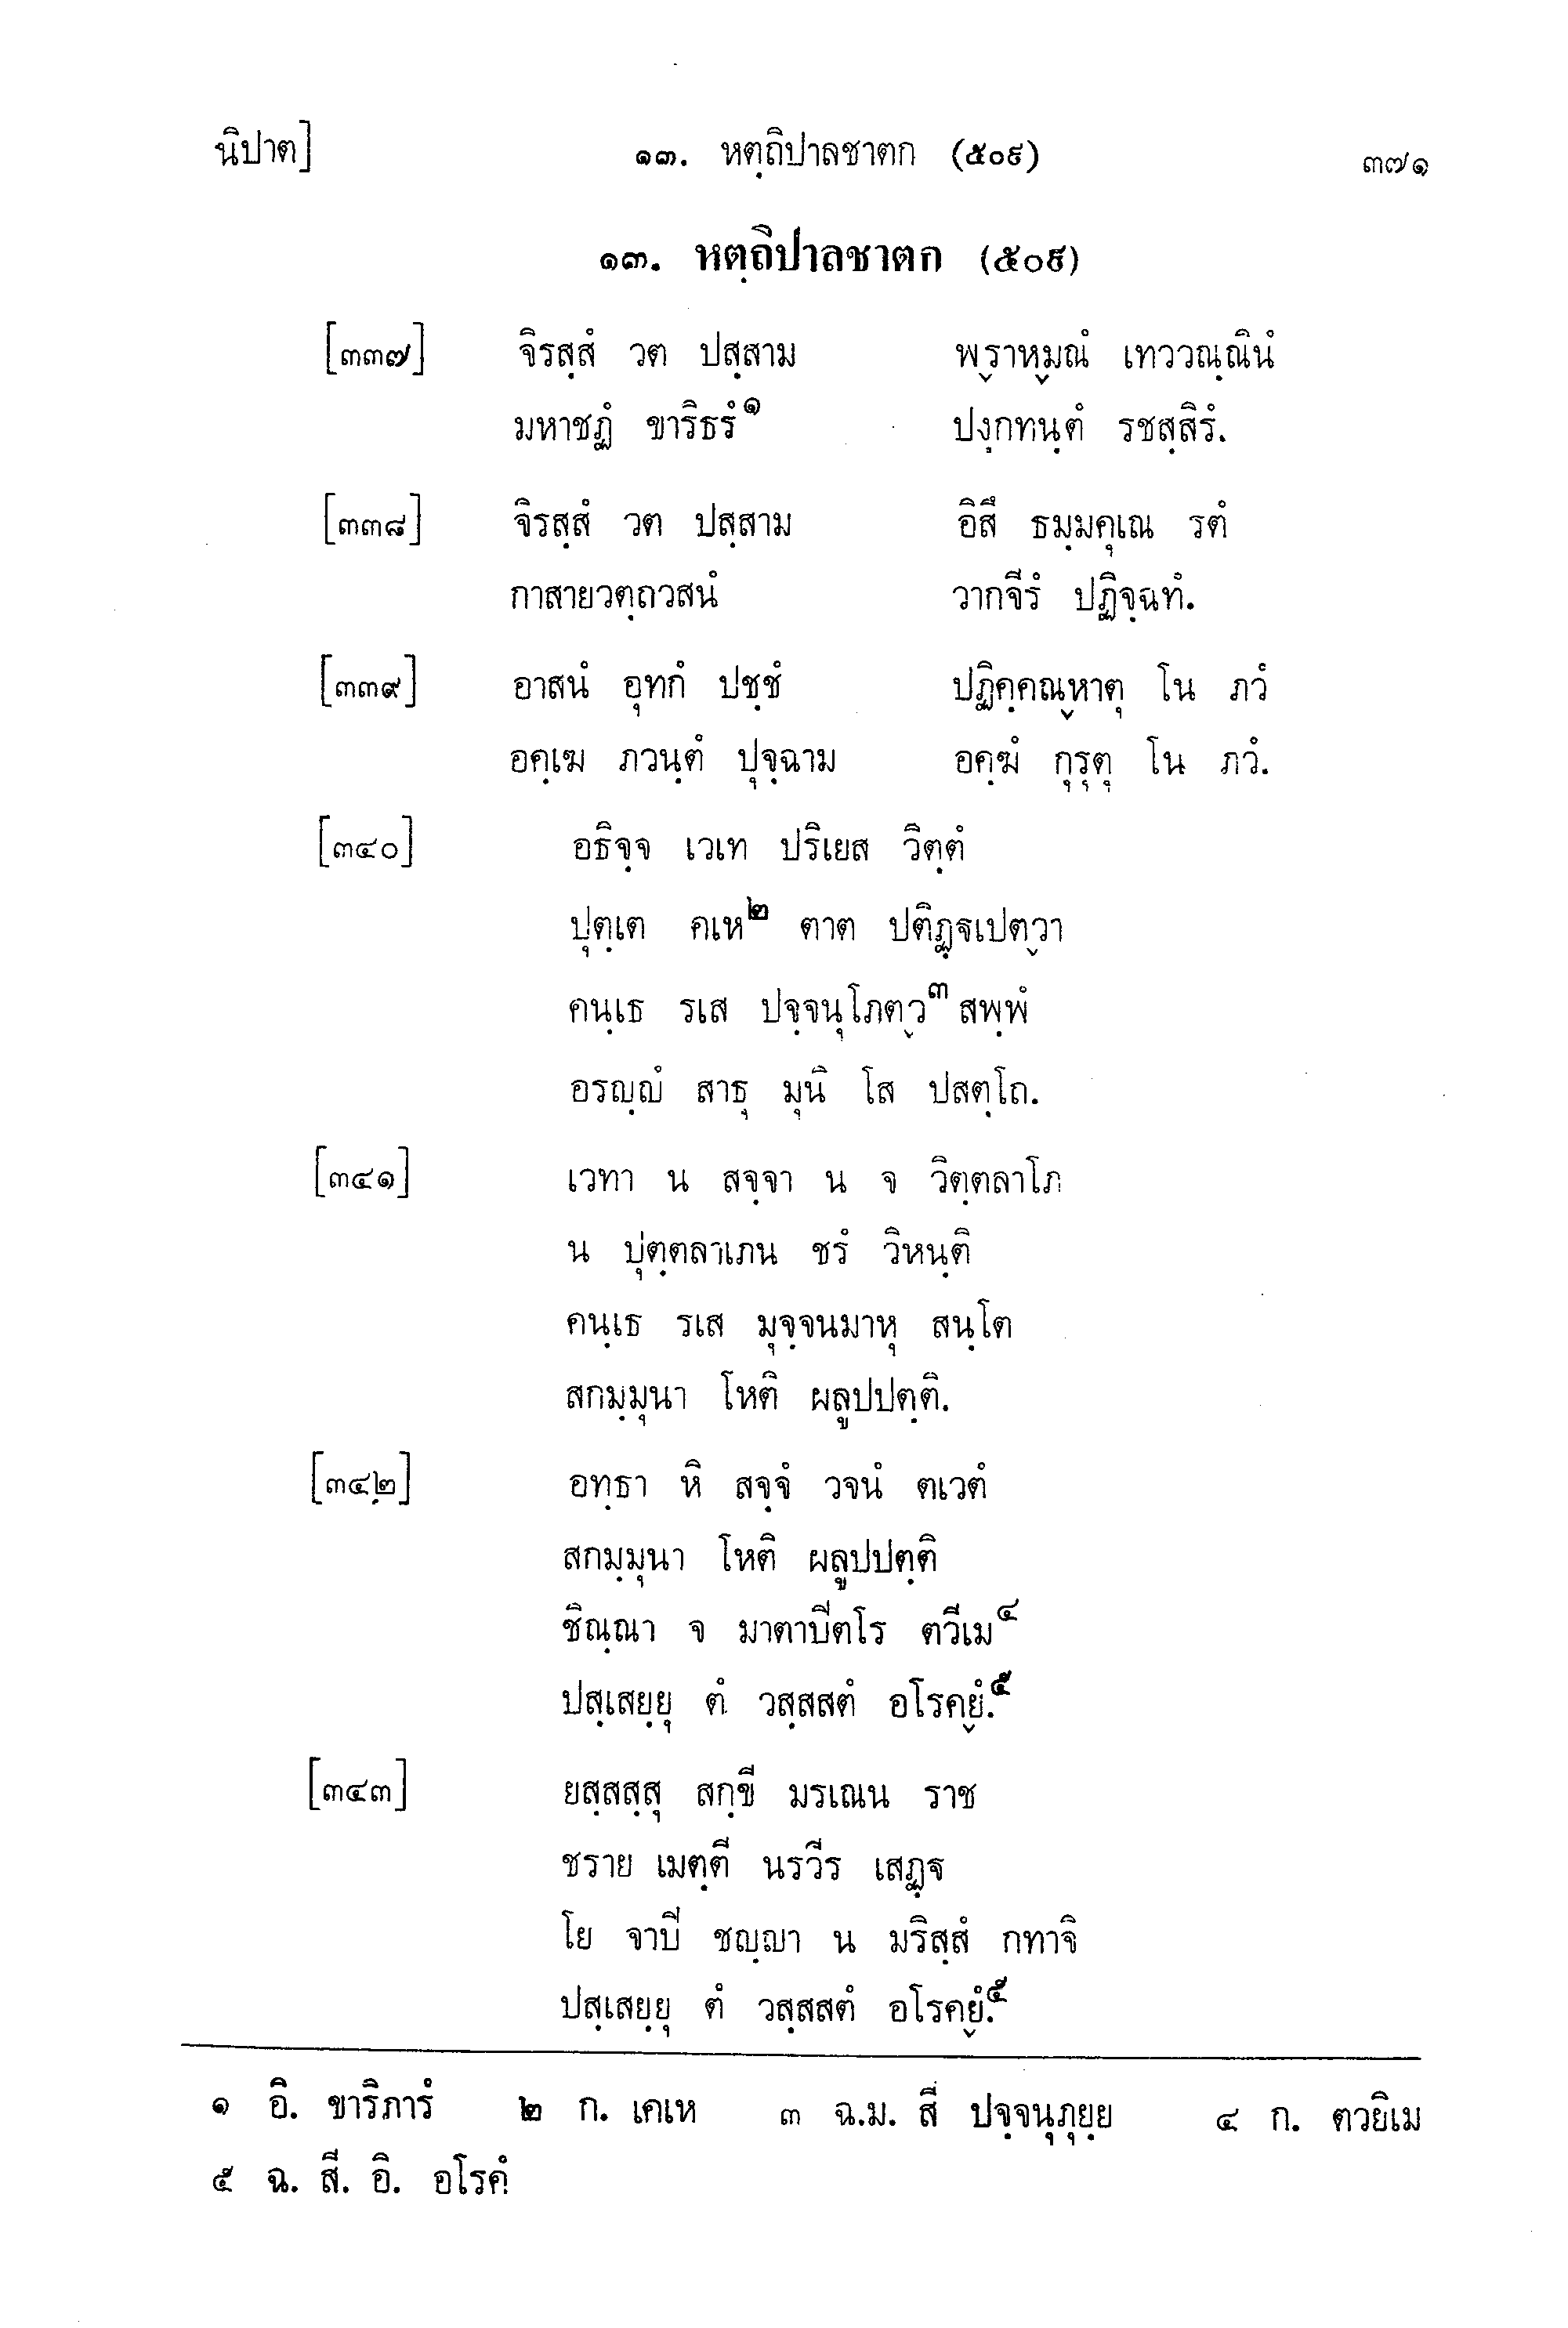 นิปาต] ๑๓. หตฺถิปาลชาตก (๕๐๙) ๓๗๑
๑๓. หตฺถิปาลชาตก (๕๐๙)
[๓๓๗] จิรสฺสํ วต ปสฺสาม พฺราหฺมณํ เทววณฺณินํ
มหาชฏํ ขาริธรํ๑ ปงฺกทนฺตํ รชสฺสิรํ.
[๓๓๘] จิรสฺสํ วต ปสฺสาม อิสึ ธมฺมคุเณ รตํ
กาสายวตฺถวสนํ วากจีรํ ปฏิจฺฉทํ.
[๓๓๙] อาสนํ อุทกํ ปชฺชํ ปฏิคฺคณฺหาตุ โน ภวํ
อคฺเฆ ภวนฺตํ ปุจฺฉาม อคฺฆํ กุรุตุ โน ภวํ.
[๓๔๐] อธิจฺจ เวเท ปริเยส วิตฺตํ
ปุตฺเต คเห๒ ตาต ปติฏฺฐเปตฺวา
คนฺเธ รเส ปจฺจนุโภตฺว๓ สพฺพํ
อรญฺญํ สาธุ มุนิ โส ปสตฺโถ.
[๓๔๑] เวทา น สจฺจา น จ วิตฺตลาโภ
น ปุตฺตลาเภน ชรํ วิหนฺติ
คนฺเธ รเส มุจฺจนมาหุ สนฺโต
สกมฺมุนา โหติ ผลูปปตฺติ.
[๓๔๒] อทฺธา หิ สจฺจํ วจนํ ตเวตํ
สกมฺมุนา โหติ ผลูปปตฺติ
ชิณฺณา จ มาตาปิตโร ตวีเม๔
ปสฺเสยฺยุ ตํ วสฺสสตํ อโรคฺยํ.๕
[๓๔๓] ยสฺสสฺสุ สกฺขี มรเณน ราช
ชราย เมตฺตี นรวีร เสฏฺฐ
โย จาปิ ชญฺญา น มริสฺสํ กทาจิ
ปสฺเสยฺยุ ตํ วสฺสสตํ อโรคฺยํ.๕
๑ อิ. ขาริภารํ ๒ ก. เคเห ๓ ฉ.ม. สี ปจฺจนุภุยฺย ๔ ก. ตวยิเม
๕ ฉ. สี. อิ. อโรคํ